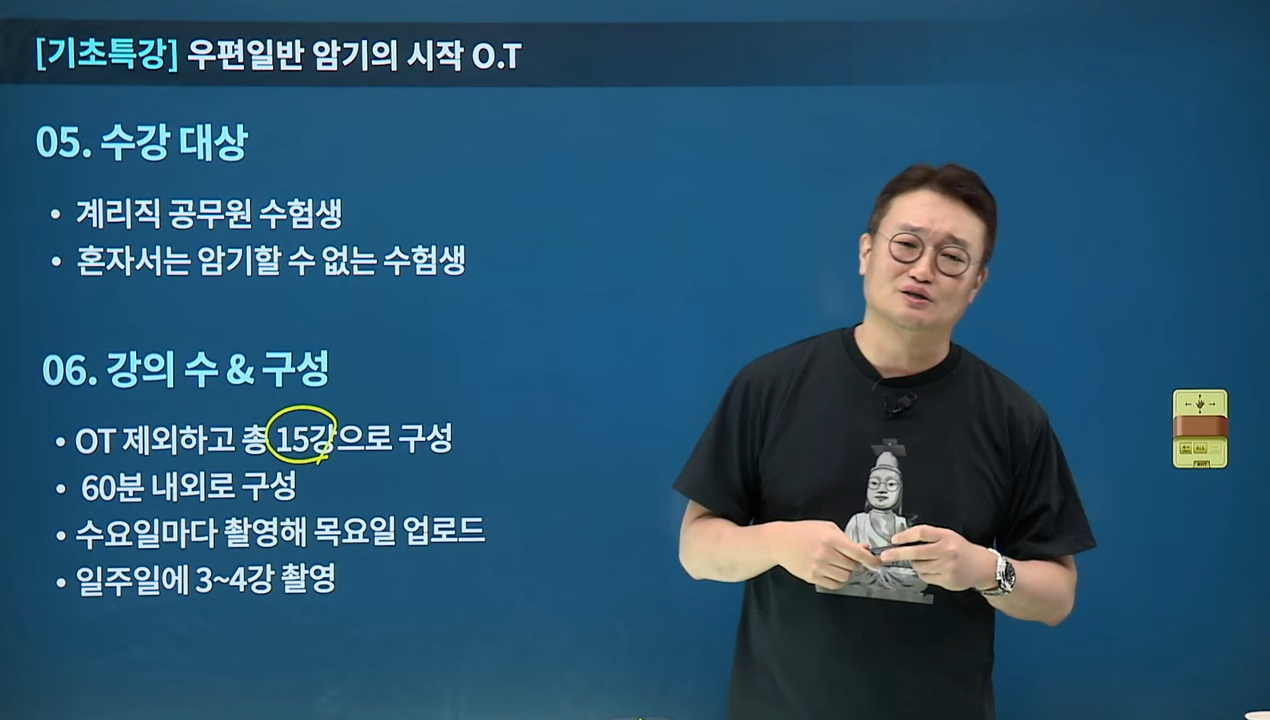 [기초특강] 우편일반 암기의 시작 O.T
05. 수강 대상
• 계리직 공무원 수험생
• 혼자서는 암기할 수 없는 수험생
06. 강의 수 & 구성
• OT 제외하고 총 15강으로 구성
• 60분 내외로 구성
• 수요일마다 촬영해 목요일 업로드
• 일주일에 3~4강 촬영